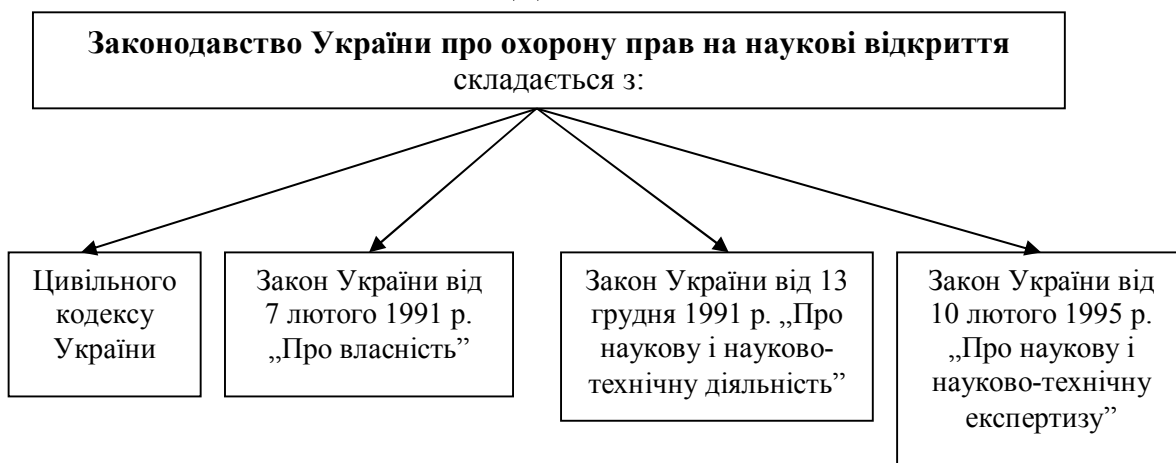 Законодавство України про охорону прав на наукові відкриття
складається з:
Цивільного
кодексу
України
Закон України від
7 лютого 1991 р.
„Про власність”
Закон України від 13
грудня 1991 р. „Про
наукову і науково-
технічну діяльність”
Закон України від
10 лютого 1995 р.
„Про наукову і
науково-технічну
експертизу”